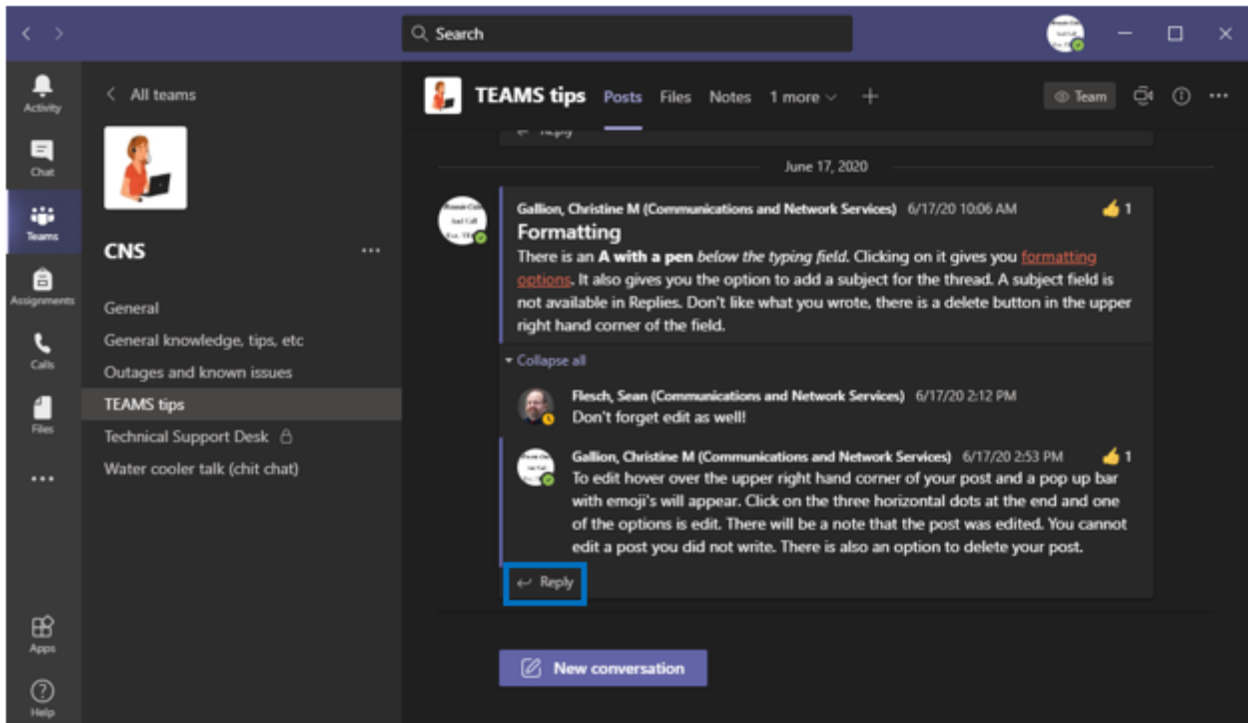 Search
Activity
Chat
Teams
Assignments
Calls
Files
Apps
Help
All teams
CNS
General
General knowledge, tips, etc
Outages and known issues
TEAMS tips
Technical Support Desk
Water cooler talk (chit chat)
TEAMS tips Posts Files Notes 1 more
Team
Reply
June 17, 2020
Gallion, Christine M (Communications and Network Services) 6/17/20 10:06 AM 1
Formatting
There is an A with a pen below the typing field. Clicking on it gives you formatting
options. It also gives you the option to add a subject for the thread. A subject field is
not available in Replies. Don't like what you wrote, there is a delete button in the upper
right hand corner of the field.
Collapse all
Flesch, Sean (Communications and Network Services) 6/17/20 2:12 PM
Don't forget edit as well!
Gallion, Christine M (Communications and Network Services) 6/17/20 2:53 PM 1
To edit hover over the upper right hand corner of your post and a pop up bar
with emoji's will appear. Click on the three horizontal dots at the end and one
of the options is edit. There will be a note that the post was edited. You cannot
edit a post you did not write. There is also an option to delete your post.
Reply
New conversation